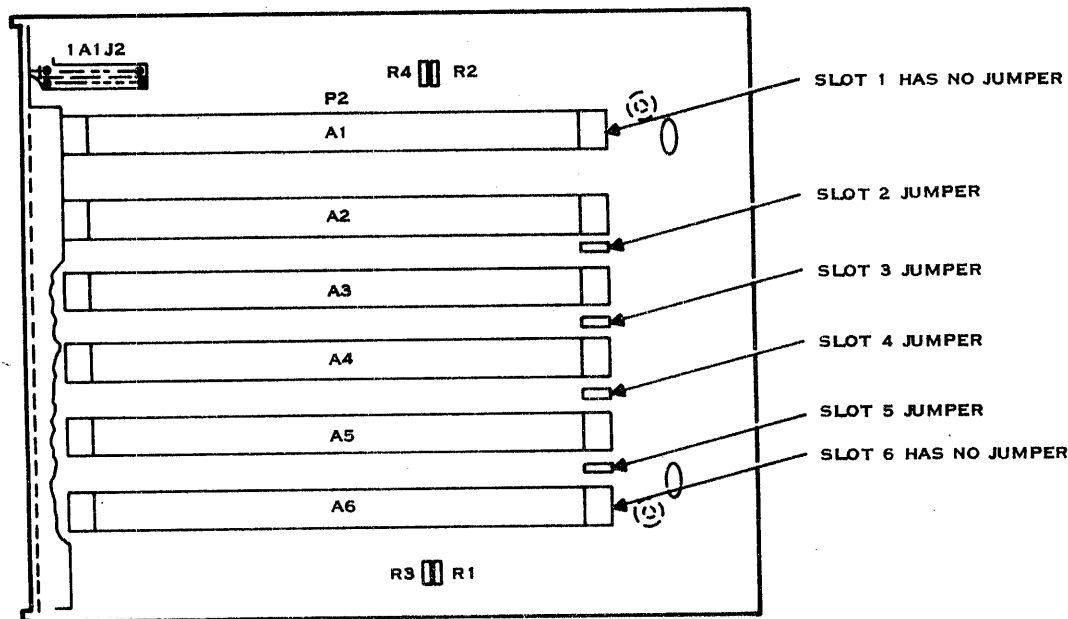 1A1J2
R4 R2
SLOT 1 HAS NO JUMPER
P2
A1
SLOT 2 JUMPER
A2
SLOT 3 JUMPER
A3
SLOT 4 JUMPER
A4
SLOT 5 JUMPER
A5
SLOT 6 HAS NO JUMPER
A6
R3 R1